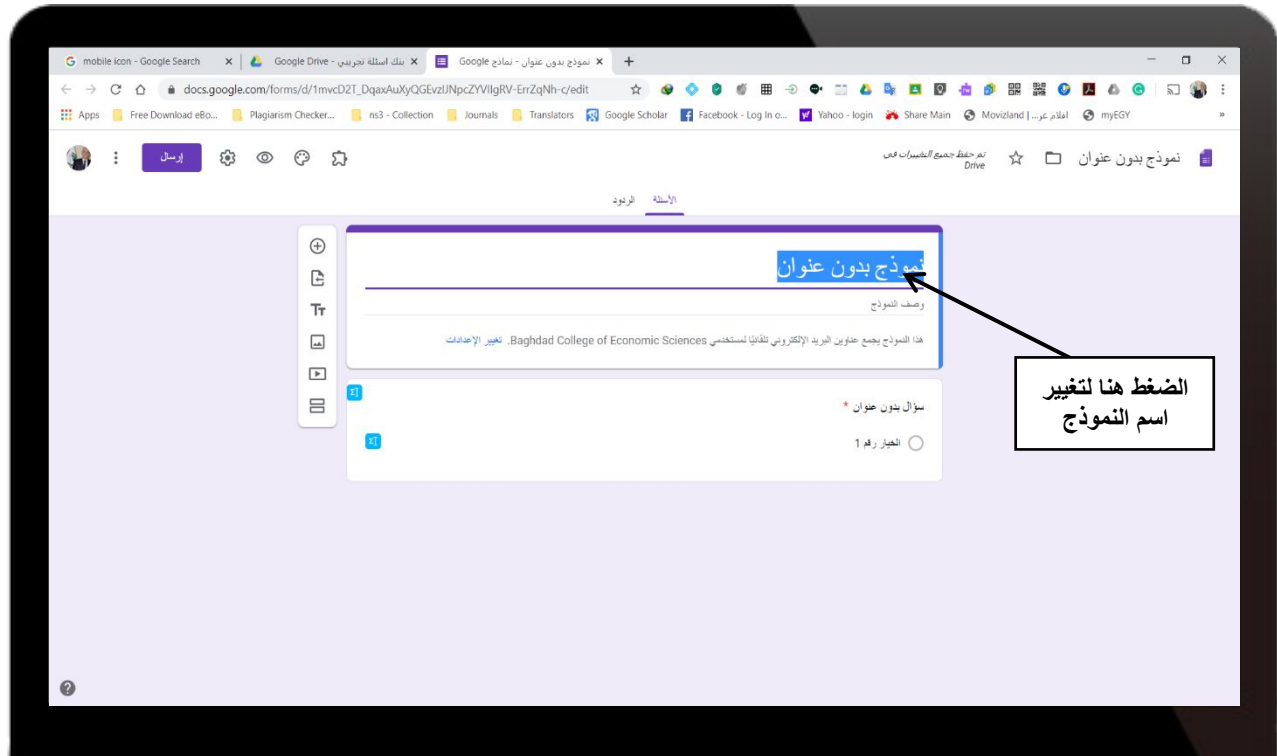 mobile icon - Google Search
بنك اسئلة تجريبي - Google Drive
نموذج بدون عنوان - نماذج Google
docs.google.com/forms/d/1mvcD2T_DqaxAuXyQGEvzIJNpcZYVIIgRV-ErrZqNh-c/edit
Apps Free Download eBo... Plagiarism Checker... ns3 - Collection Journals Translators Google Scholar Facebook - Log In o... Yahoo - login Share Main Movizland | افلام عر... myEGY
نموذج بدون عنوان
تم حفظ جميع التغييرات في
Drive
إرسال
الأسئلة الردود
نموذج بدون عنوان
وصف النموذج
هذا النموذج يجمع عناوين البريد الإلكتروني تلقائيًا لمستخدمي Baghdad College of Economic Sciences. تغيير الإعدادات
سؤال بدون عنوان *
الخيار رقم 1
الضغط هنا لتغيير
اسم النموذج